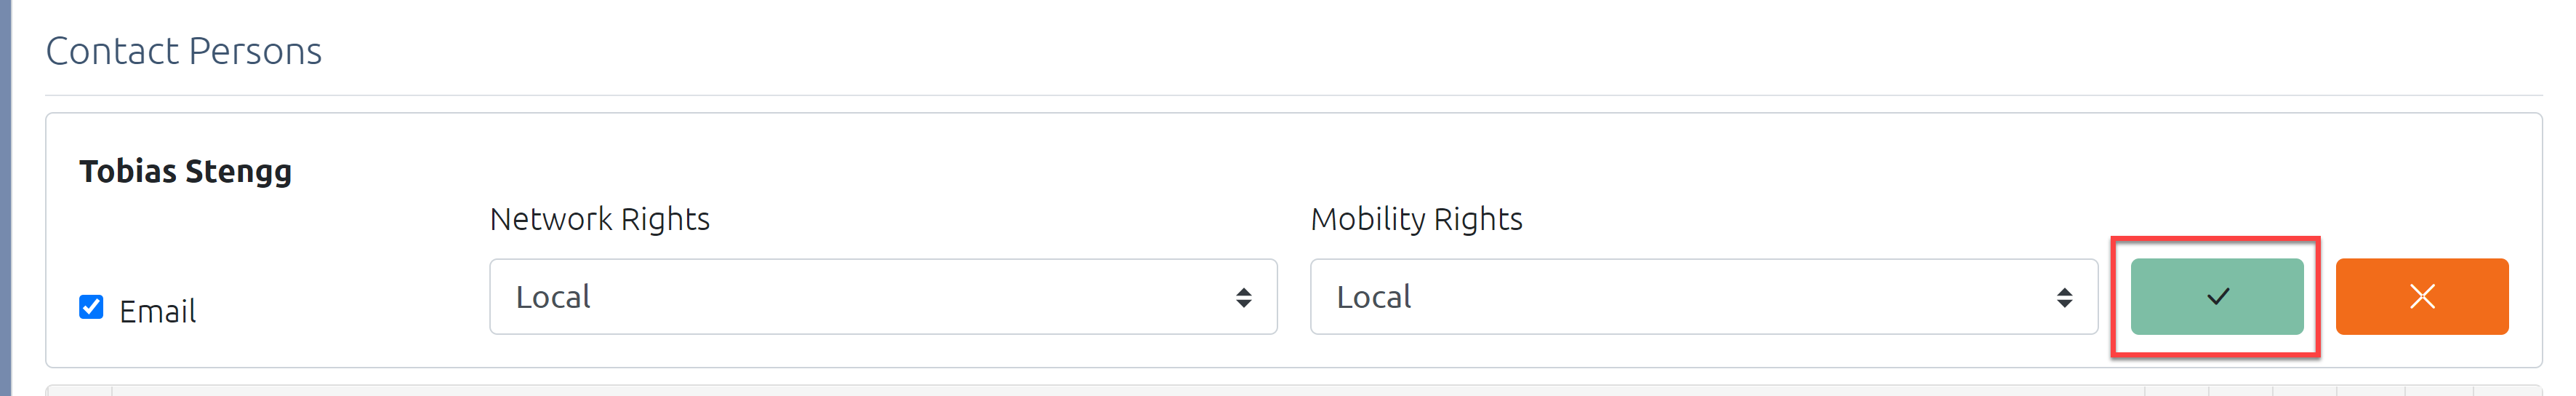 Contact Persons
Tobias Stengg
Network Rights
Mobility Rights
Email
Local
Local